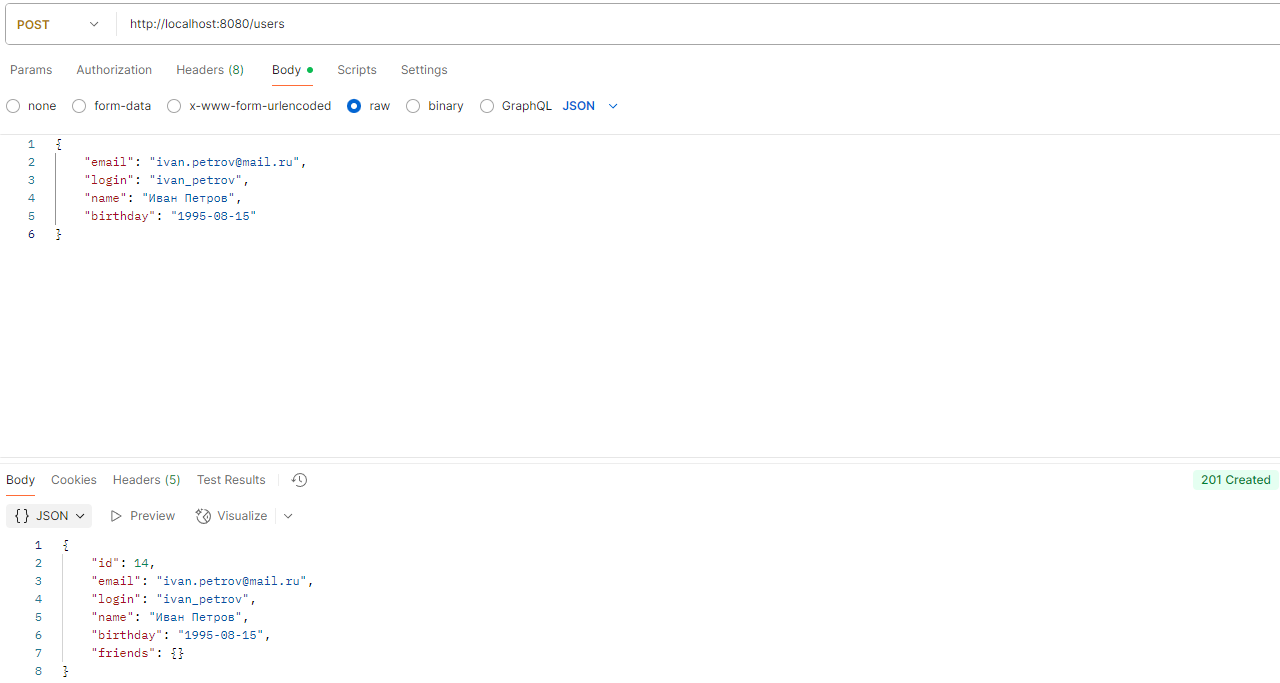 POST http://localhost:8080/users
Params Authorization Headers (8) Body Scripts Settings
none form-data x-www-form-urlencoded raw binary GraphQL JSON
1 {
2 "email": "ivan.petrov@mail.ru",
3 "login": "ivan_petrov",
4 "name": "Иван Петров",
5 "birthday": "1995-08-15"
6 }
Body Cookies Headers (5) Test Results 201 Created
{} JSON Preview Visualize
1 {
2 "id": 14,
3 "email": "ivan.petrov@mail.ru",
4 "login": "ivan_petrov",
5 "name": "Иван Петров",
6 "birthday": "1995-08-15",
7 "friends": {}
8 }